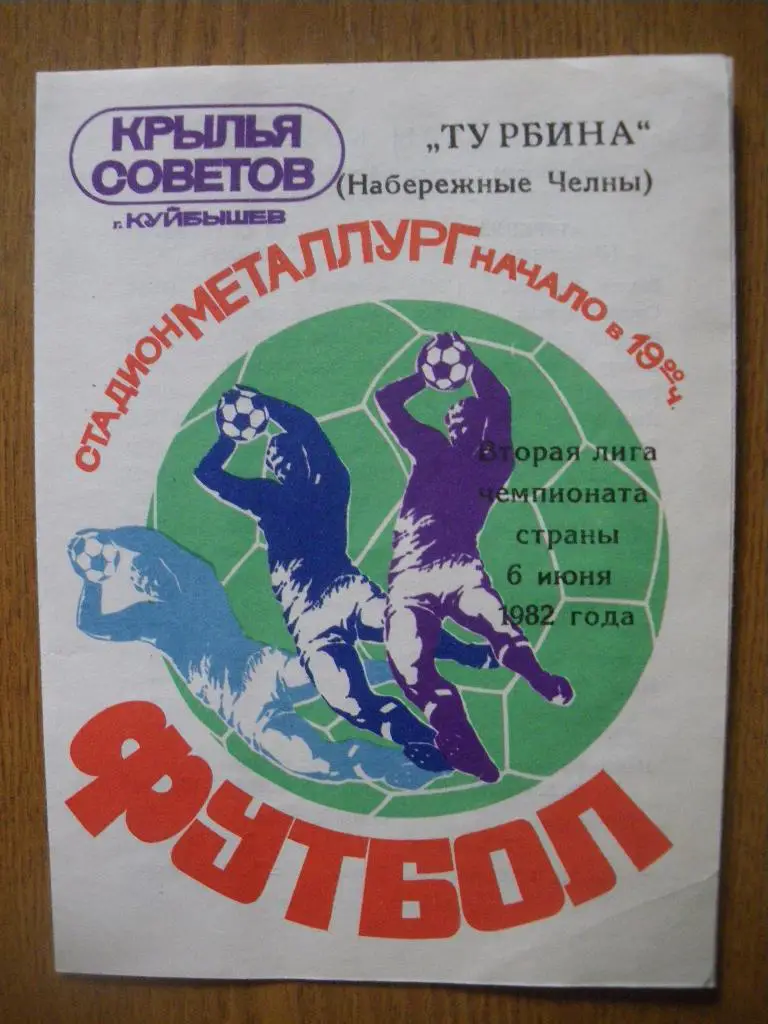 КРЫЛЬЯ
СОВЕТОВ
г. КУЙБЫШЕВ
„ТУРБИНА“
(Набережные Челны)
СТАДИОН МЕТАЛЛУРГ НАЧАЛО в 19 00 ч.
Вторая лига
чемпионата
страны
6 июня
1982 года
ФУТБОЛ